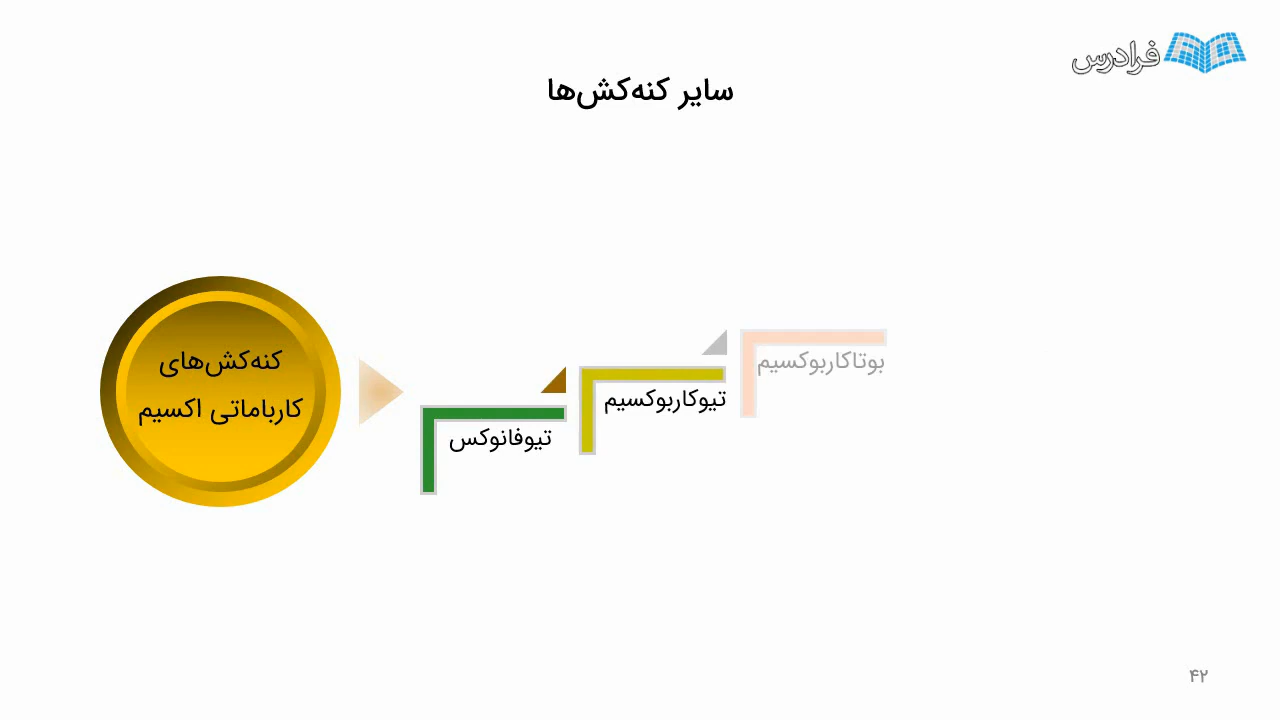 فرادرس
سایر کنه‌کش‌ها
کنه‌کش‌های
کارباماتی اکسیم
تیوفانوکس
تیوکاربوکسیم
بوتاکاربوکسیم
۴۲